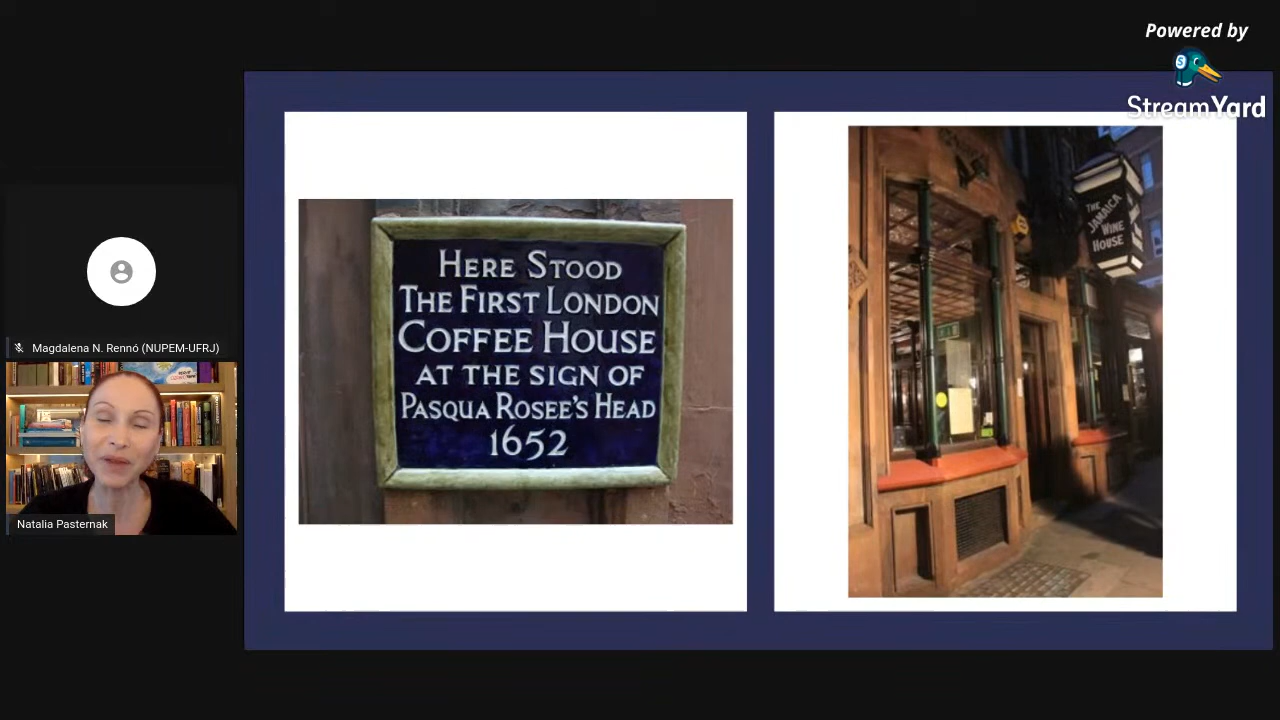 Powered by
StreamYard
HERE STOOD
THE FIRST LONDON
COFFEE HOUSE
AT THE SIGN OF
PASQUA ROSEE'S HEAD
1652
THE
JAMAICA
WINE
HOUSE
Magdalena N. Rennó (NUPEM-UFRJ)
Natalia Pasternak